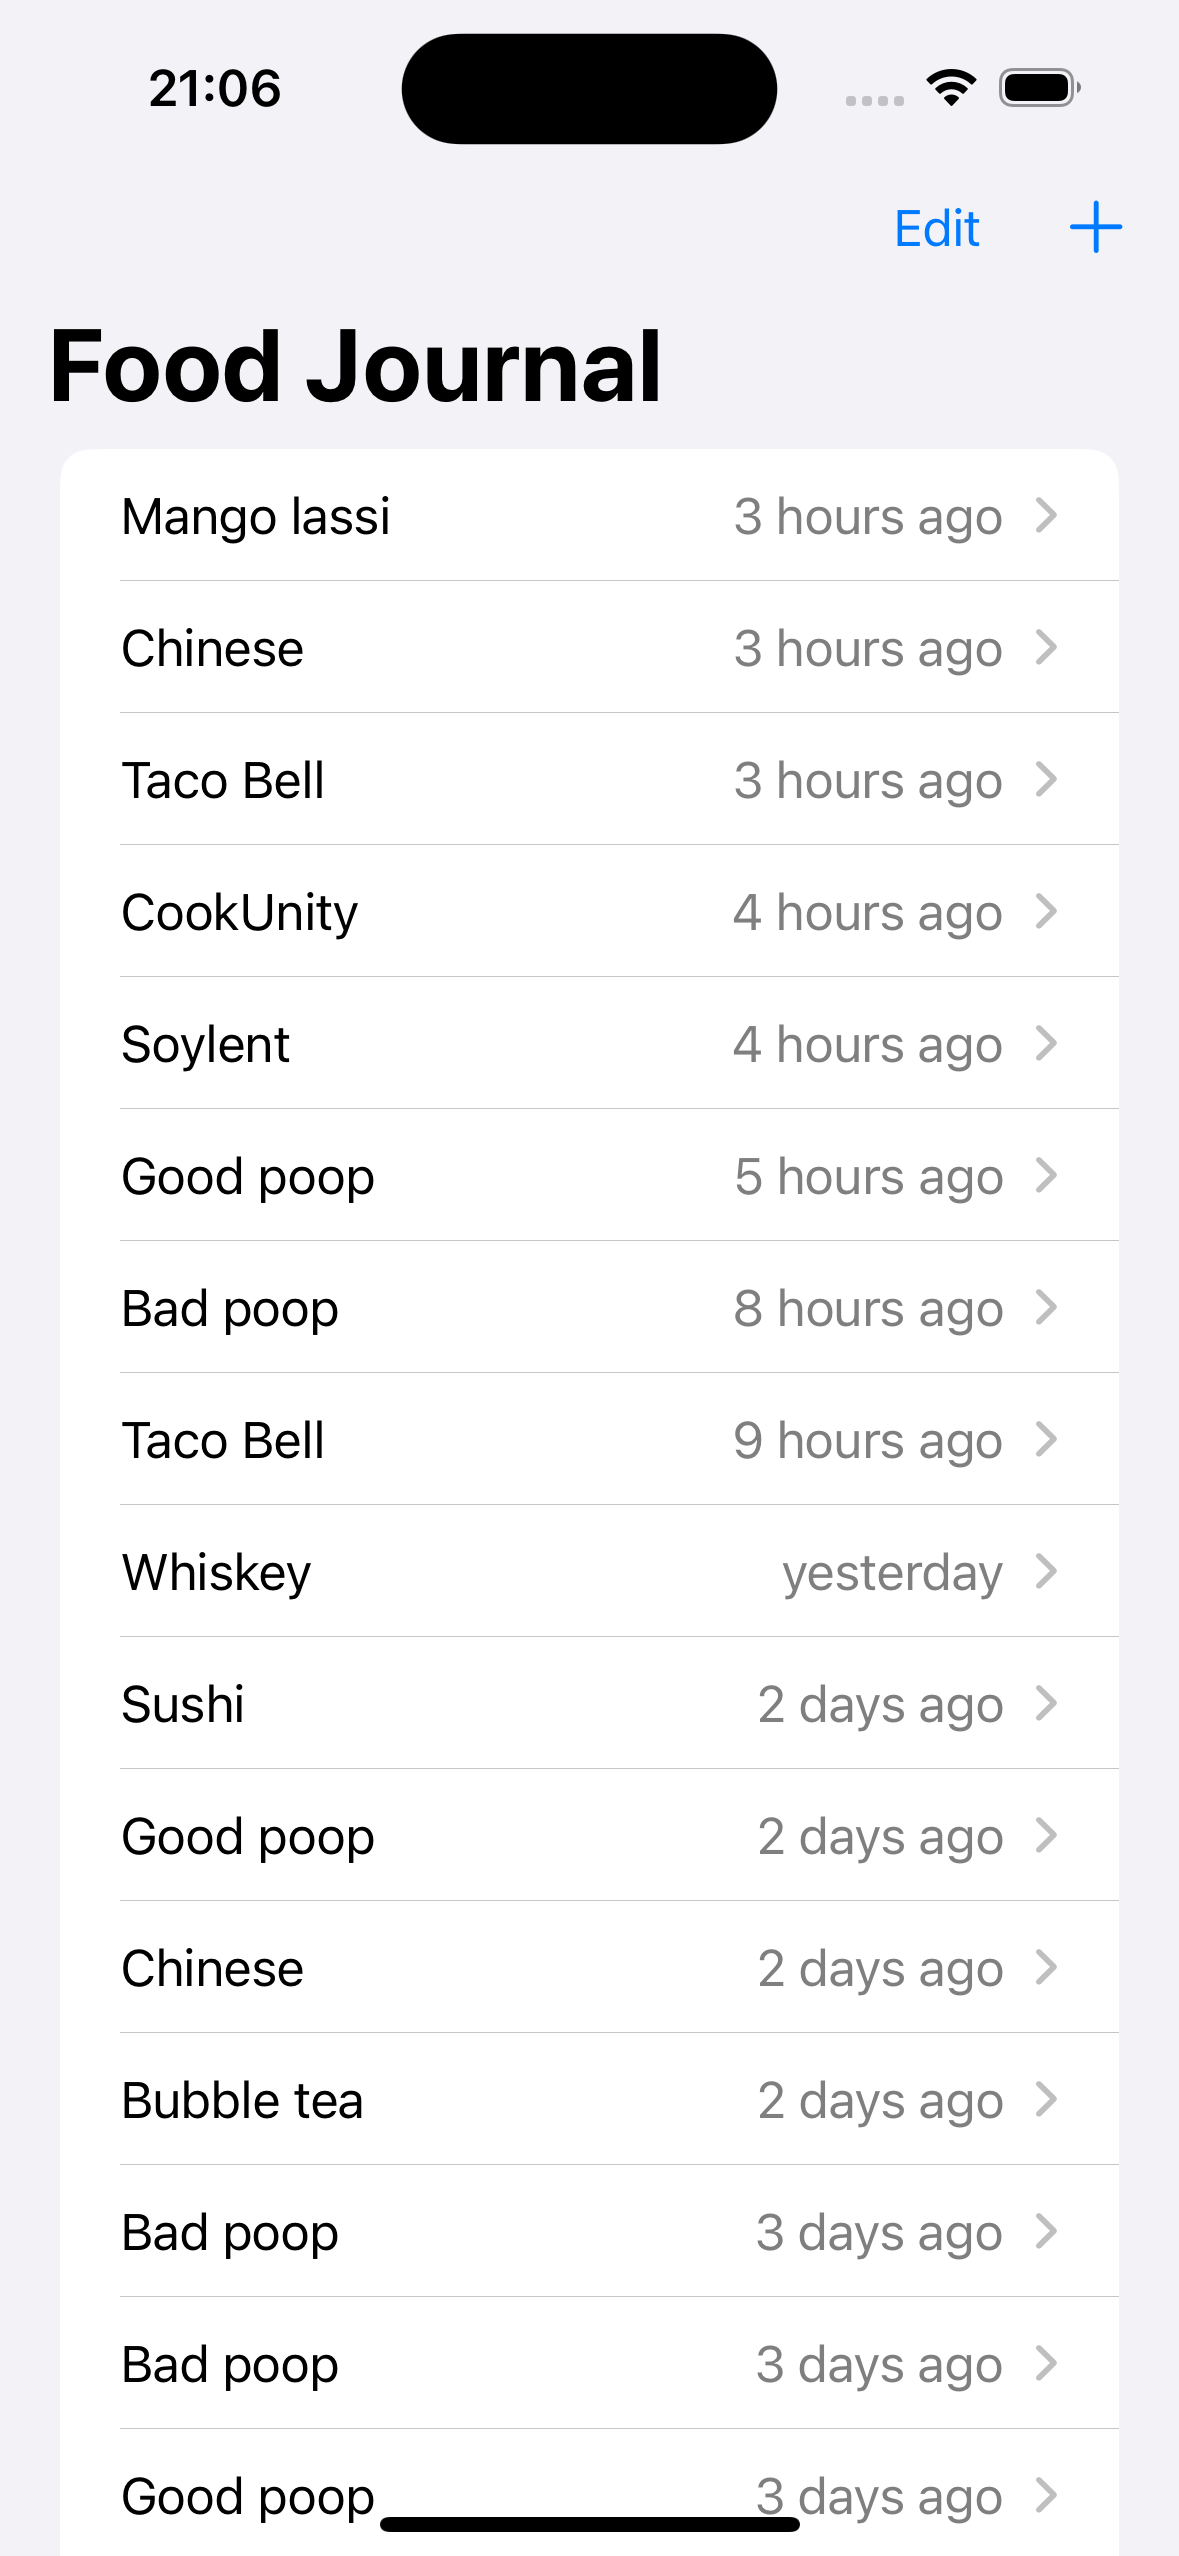 21:06
Edit
Food Journal
Mango lassi 3 hours ago
Chinese 3 hours ago
Taco Bell 3 hours ago
CookUnity 4 hours ago
Soylent 4 hours ago
Good poop 5 hours ago
Bad poop 8 hours ago
Taco Bell 9 hours ago
Whiskey yesterday
Sushi 2 days ago
Good poop 2 days ago
Chinese 2 days ago
Bubble tea 2 days ago
Bad poop 3 days ago
Bad poop 3 days ago
Good poop 3 days ago